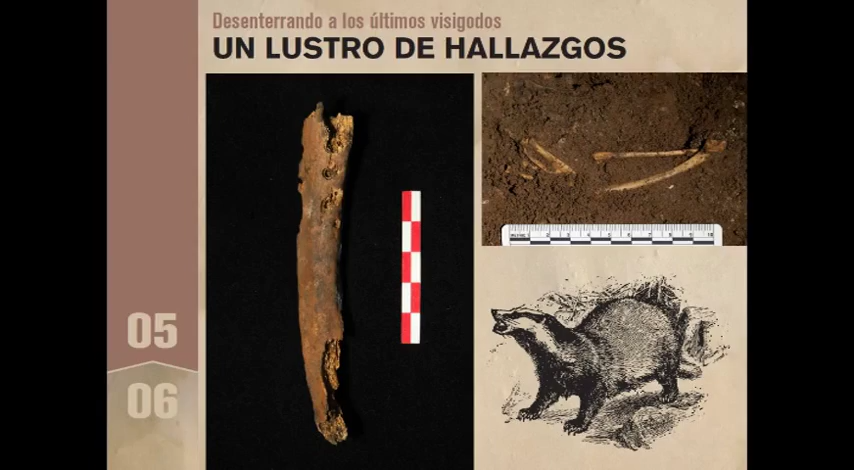 Desenterrando a los últimos visigodos
UN LUSTRO DE HALLAZGOS
05
06